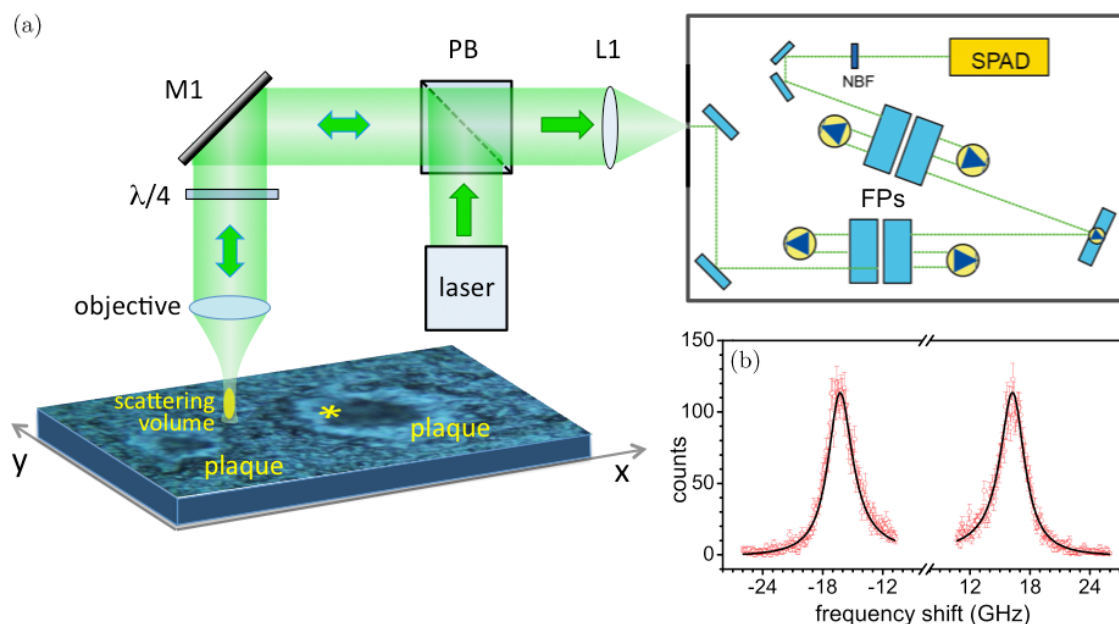 (a)
PB
L1
M1
SPAD
NBF
λ/4
FPs
objective
laser
scattering
volume
*
plaque
plaque
y
x
(b)
counts
150
100
50
0
-24
-18
-12
12
18
24
frequency shift (GHz)